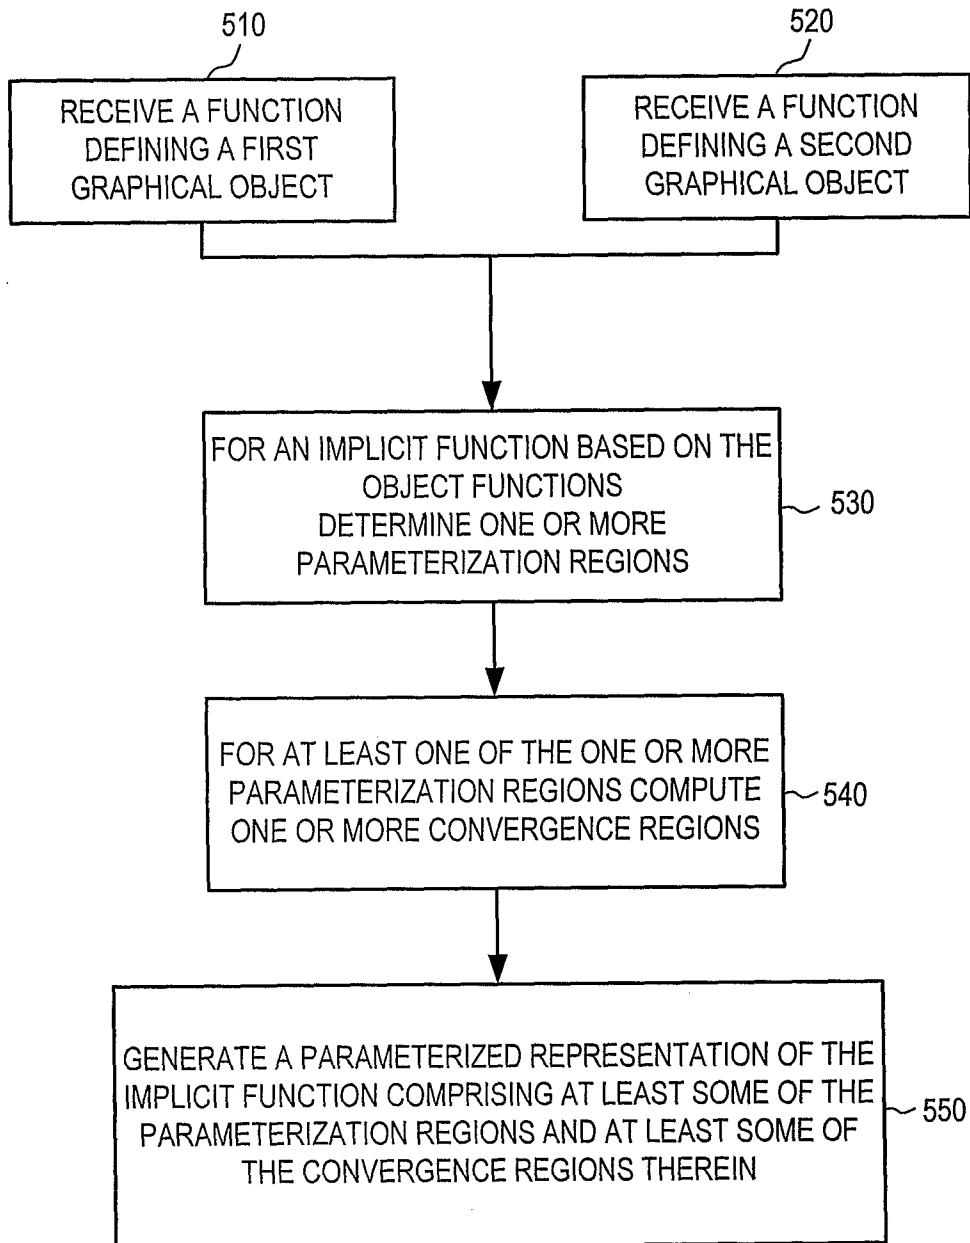 510
520
RECEIVE A FUNCTION
DEFINING A FIRST
GRAPHICAL OBJECT
RECEIVE A FUNCTION
DEFINING A SECOND
GRAPHICAL OBJECT
FOR AN IMPLICIT FUNCTION BASED ON THE
OBJECT FUNCTIONS
DETERMINE ONE OR MORE
PARAMETERIZATION REGIONS
530
FOR AT LEAST ONE OF THE ONE OR MORE
PARAMETERIZATION REGIONS COMPUTE
ONE OR MORE CONVERGENCE REGIONS
540
GENERATE A PARAMETERIZED REPRESENTATION OF THE
IMPLICIT FUNCTION COMPRISING AT LEAST SOME OF THE
PARAMETERIZATION REGIONS AND AT LEAST SOME OF
THE CONVERGENCE REGIONS THEREIN
550